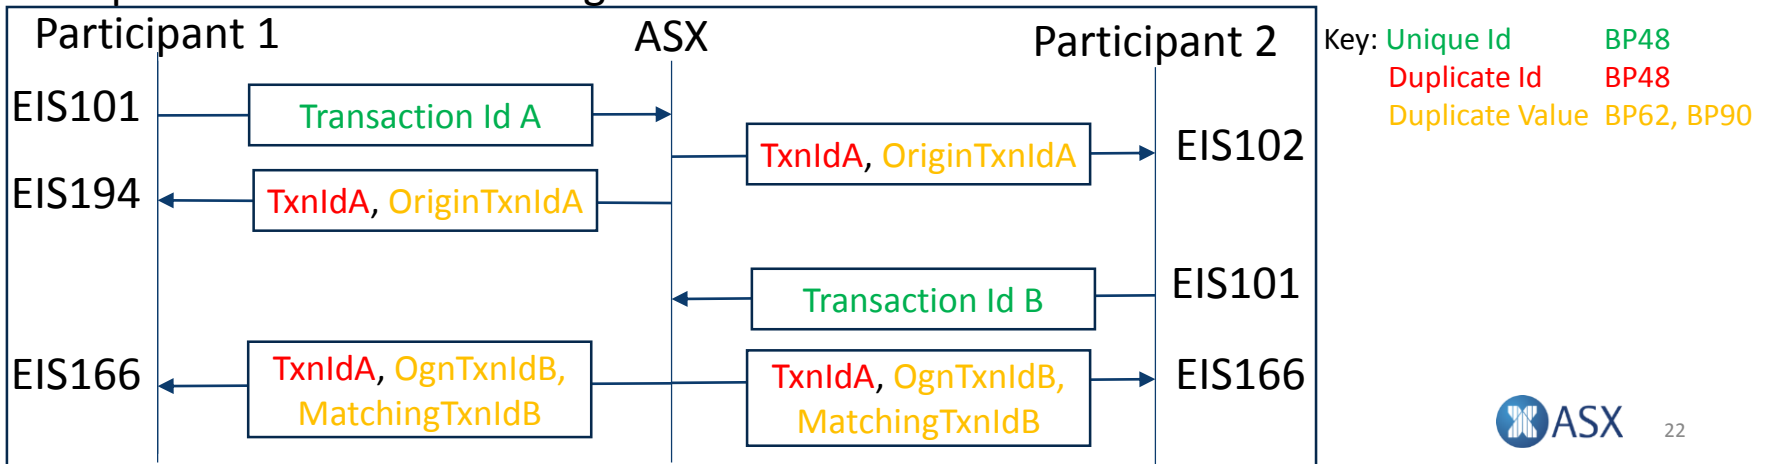 Participant 1 ASX Participant 2
Key: Unique Id BP48
Duplicate Id BP48
Duplicate Value BP62, BP90
EIS101 Transaction Id A
TxnIdA, OriginTxnIdA EIS102
EIS194 TxnIdA, OriginTxnIdA
Transaction Id B EIS101
EIS166 TxnIdA, OgnTxnIdB,
MatchingTxnIdB
TxnIdA, OgnTxnIdB,
MatchingTxnIdB
EIS166
ASX 22